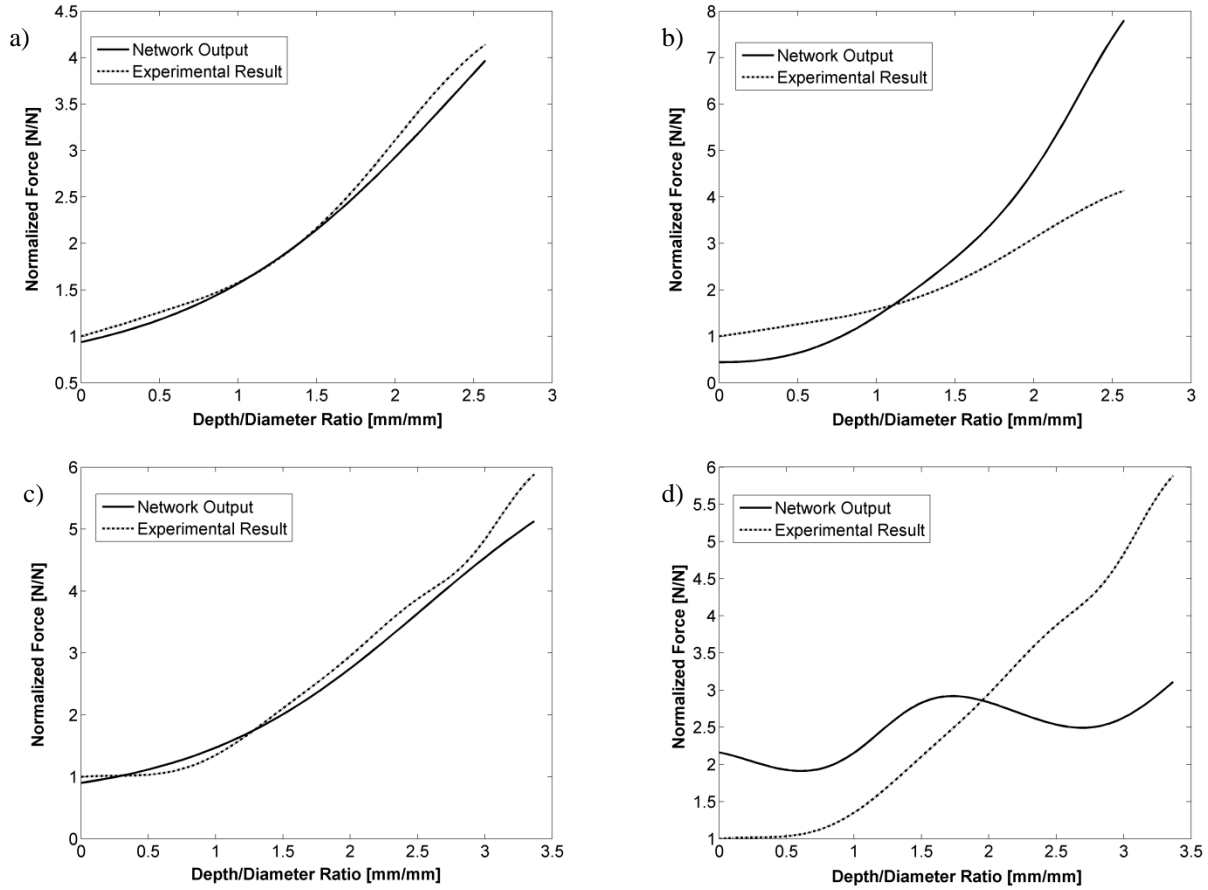 a)
4.5
4
3.5
3
2.5
2
1.5
1
0.5
Normalized Force [N/N]
Network Output
Experimental Result
0 0.5 1 1.5 2 2.5 3
Depth/Diameter Ratio [mm/mm]
b)
8
7
6
5
4
3
2
1
0
Normalized Force [N/N]
Network Output
Experimental Result
0 0.5 1 1.5 2 2.5 3
Depth/Diameter Ratio [mm/mm]
c)
6
5
4
3
2
1
0
Normalized Force [N/N]
Network Output
Experimental Result
0 0.5 1 1.5 2 2.5 3 3.5
Depth/Diameter Ratio [mm/mm]
d)
6
5.5
5
4.5
4
3.5
3
2.5
2
1.5
1
Normalized Force [N/N]
Network Output
Experimental Result
0 0.5 1 1.5 2 2.5 3 3.5
Depth/Diameter Ratio [mm/mm]